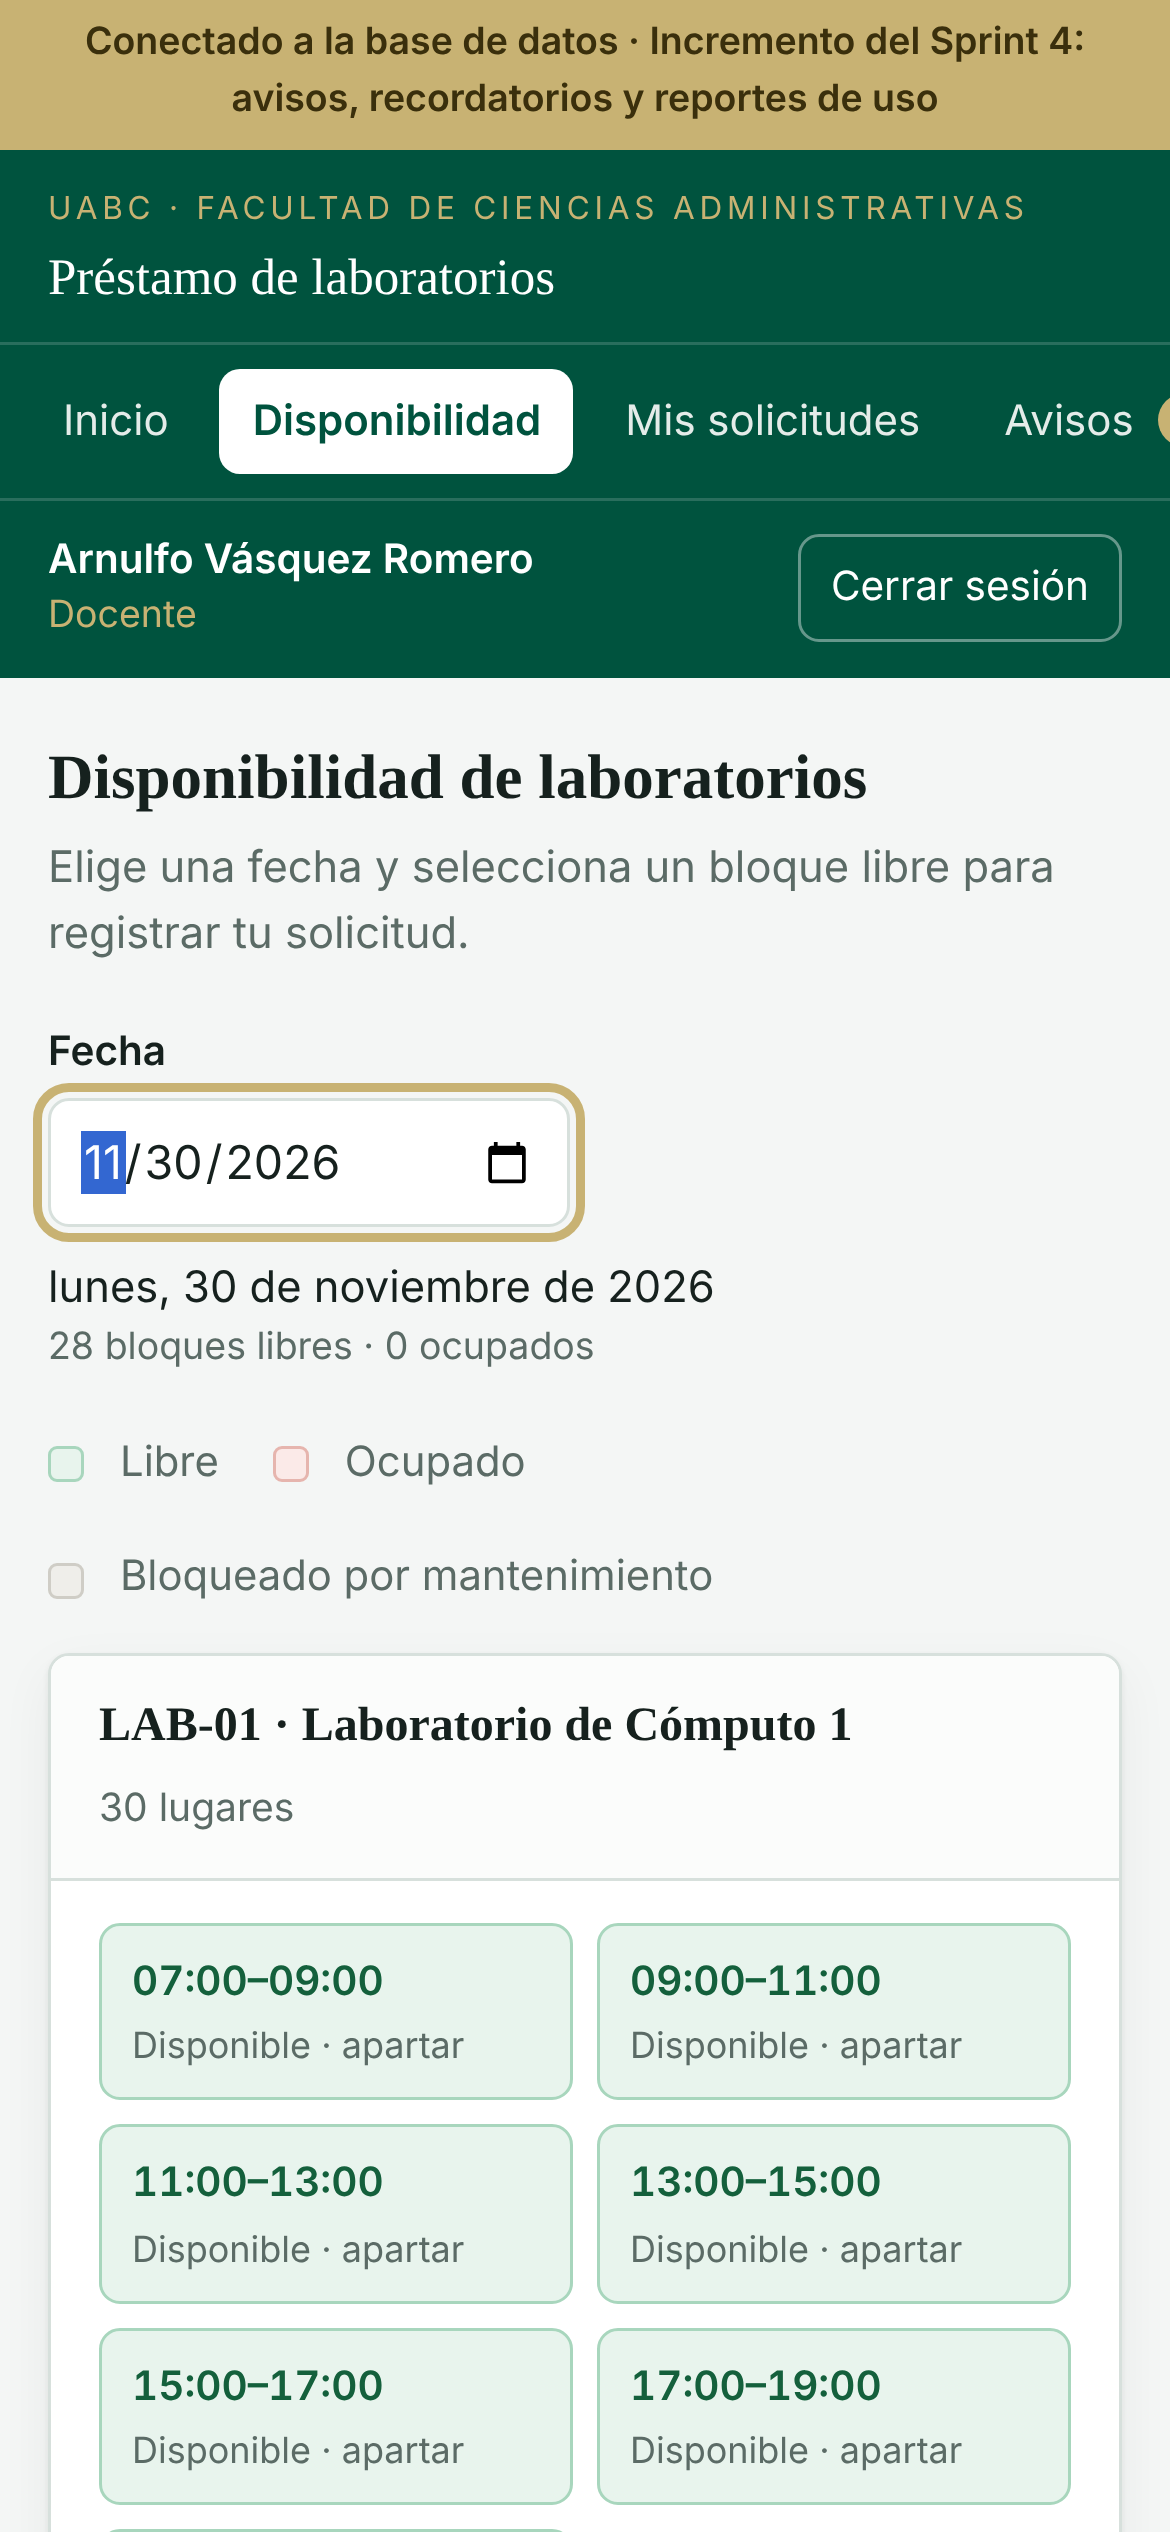 Conectado a la base de datos · Incremento del Sprint 4:
avisos, recordatorios y reportes de uso
UABC · FACULTAD DE CIENCIAS ADMINISTRATIVAS
Préstamo de laboratorios
Inicio
Disponibilidad
Mis solicitudes
Avisos
Arnulfo Vásquez Romero
Docente
Cerrar sesión
Disponibilidad de laboratorios
Elige una fecha y selecciona un bloque libre para
registrar tu solicitud.
Fecha
11/30/2026
lunes, 30 de noviembre de 2026
28 bloques libres · 0 ocupados
Libre
Ocupado
Bloqueado por mantenimiento
LAB-01 · Laboratorio de Cómputo 1
30 lugares
07:00–09:00
Disponible · apartar
09:00–11:00
Disponible · apartar
11:00–13:00
Disponible · apartar
13:00–15:00
Disponible · apartar
15:00–17:00
Disponible · apartar
17:00–19:00
Disponible · apartar